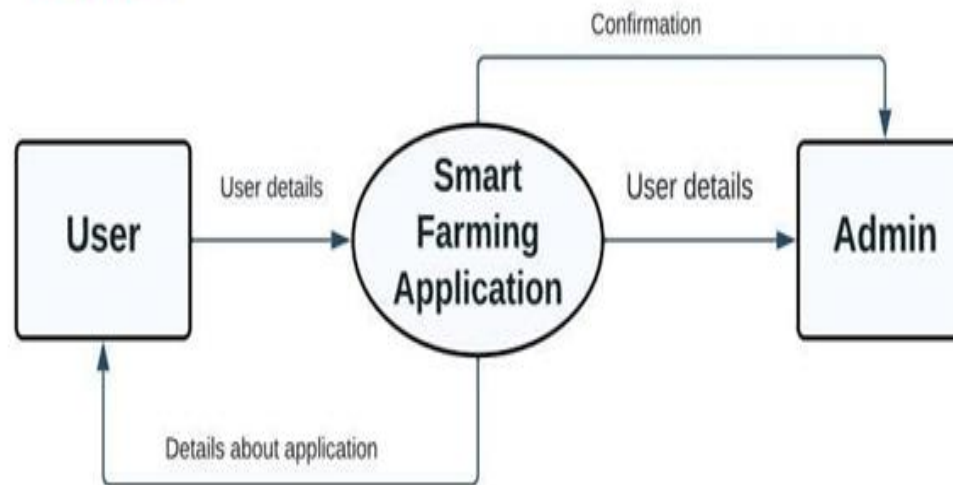 Confirmation
User
User details
Smart
Farming
Application
User details
Admin
Details about application